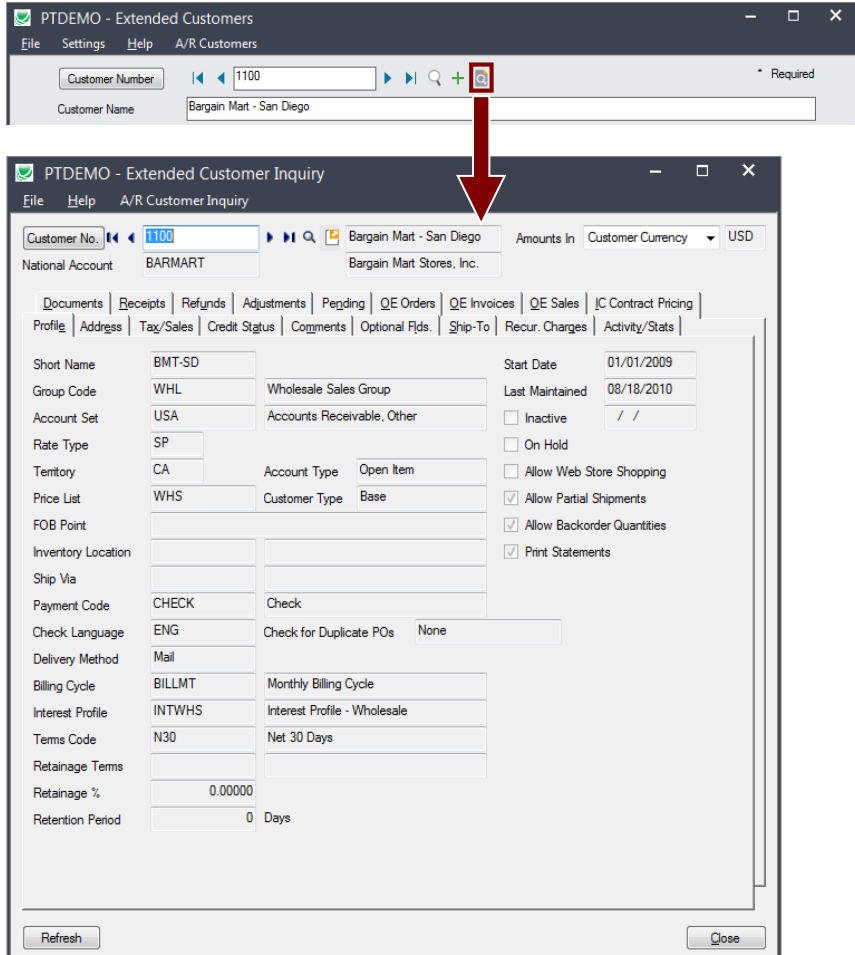 PTDEMO - Extended Customers
File Settings Help A/R Customers
Customer Number 1100 * Required
Customer Name Bargain Mart - San Diego
PTDEMO - Extended Customer Inquiry
File Help A/R Customer Inquiry
Customer No. 1100 Bargain Mart - San Diego Amounts In Customer Currency USD
National Account BARMART Bargain Mart Stores, Inc.
Documents Receipts Refunds Adjustments Pending OE Orders OE Invoices OE Sales IC Contract Pricing
Profile Address Tax/Sales Credit Status Comments Optional Flds. Ship-To Recur. Charges Activity/Stats
Short Name BMT-SD Start Date 01/01/2009
Group Code WHL Wholesale Sales Group Last Maintained 08/18/2010
Account Set USA Accounts Receivable, Other Inactive / /
Rate Type SP On Hold
Territory CA Account Type Open Item Allow Web Store Shopping
Price List WHS Customer Type Base Allow Partial Shipments
FOB Point Allow Backorder Quantities
Inventory Location Print Statements
Ship Via
Payment Code CHECK Check
Check Language ENG Check for Duplicate POs None
Delivery Method Mail
Billing Cycle BILLMT Monthly Billing Cycle
Interest Profile INTWHS Interest Profile - Wholesale
Terms Code N30 Net 30 Days
Retainage Terms
Retainage % 0.00000
Retention Period 0 Days
Refresh Close